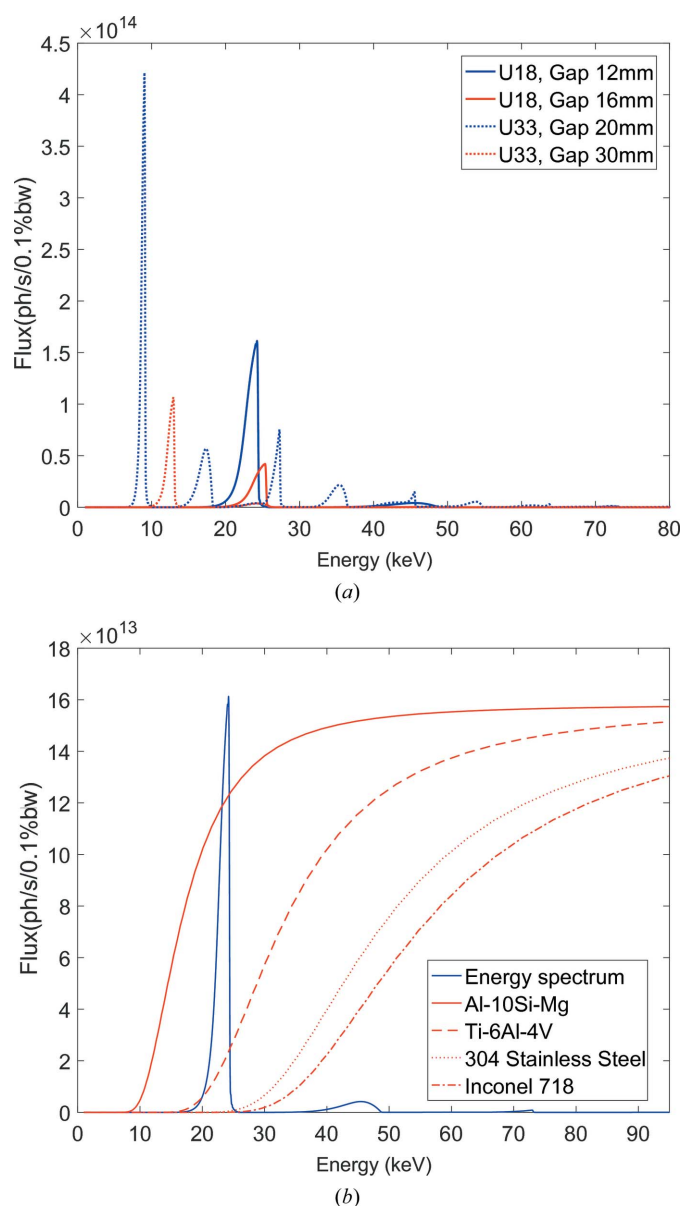 ×10^14
4.5
4
3.5
3
2.5
2
1.5
1
0.5
0
Flux(ph/s/0.1%bw)
U18, Gap 12mm
U18, Gap 16mm
U33, Gap 20mm
U33, Gap 30mm
0 10 20 30 40 50 60 70 80
Energy (keV)
(a)
×10^13
18
16
14
12
10
8
6
4
2
0
Flux(ph/s/0.1%bw)
Energy spectrum
Al-10Si-Mg
Ti-6Al-4V
304 Stainless Steel
Inconel 718
0 10 20 30 40 50 60 70 80 90
Energy (keV)
(b)